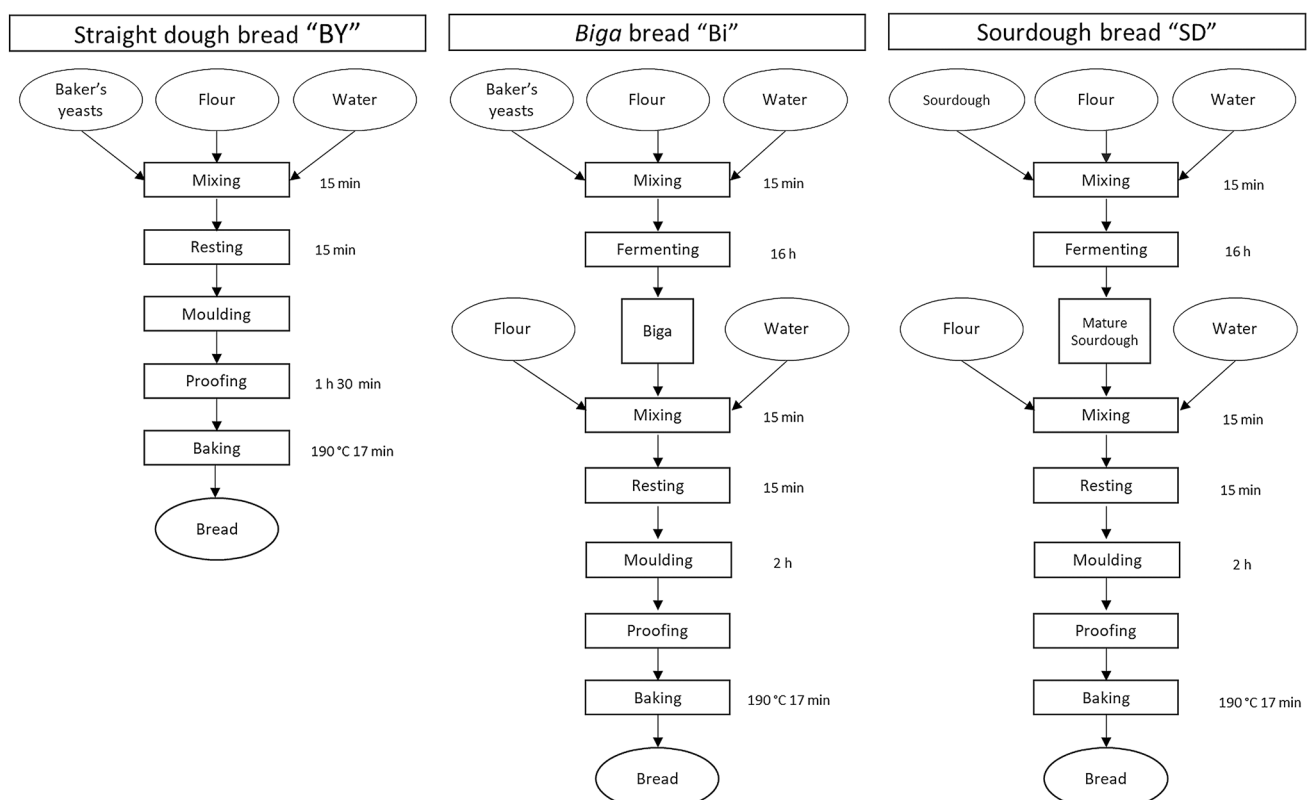 Straight dough bread “BY”
Baker’s
yeasts
Flour
Water
Mixing
15 min
Resting
15 min
Moulding
Proofing
1 h 30 min
Baking
190 °C 17 min
Bread
Biga bread “Bi”
Baker’s
yeasts
Flour
Water
Mixing
15 min
Fermenting
16 h
Flour
Biga
Water
Mixing
15 min
Resting
15 min
Moulding
2 h
Proofing
Baking
190 °C 17 min
Bread
Sourdough bread “SD”
Sourdough
Flour
Water
Mixing
15 min
Fermenting
16 h
Flour
Mature
Sourdough
Water
Mixing
15 min
Resting
15 min
Moulding
2 h
Proofing
Baking
190 °C 17 min
Bread